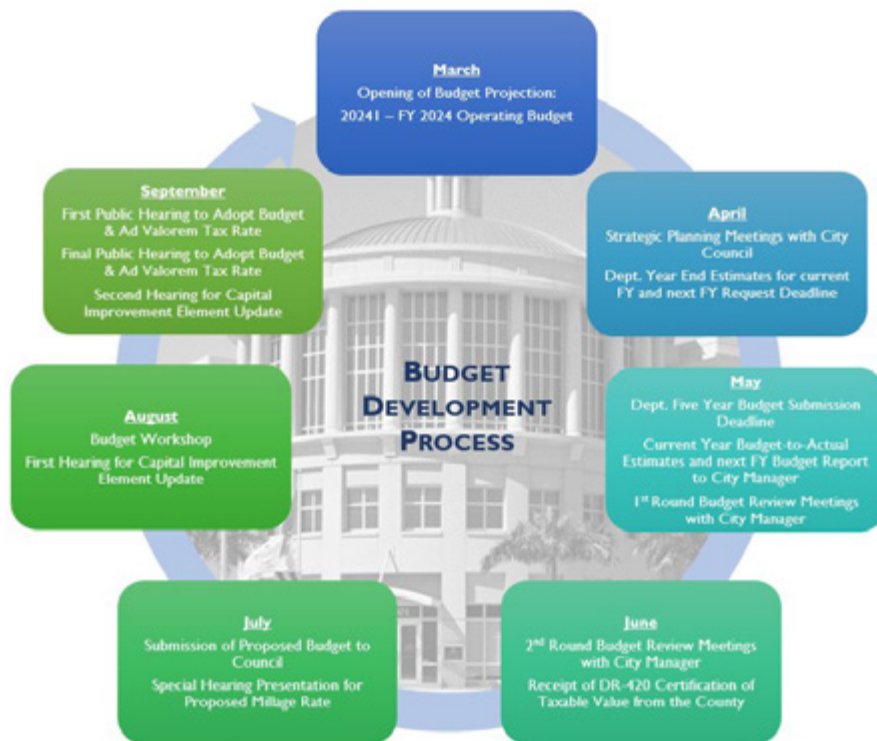 March
Opening of Budget Projection:
20241 – FY 2024 Operating Budget
April
Strategic Planning Meetings with City
Council
Dept. Year End Estimates for current
FY and next FY Request Deadline
May
Dept. Five Year Budget Submission
Deadline
Current Year Budget-to-Actual
Estimates and next FY Budget Report
to City Manager
1st Round Budget Review Meetings
with City Manager
June
2nd Round Budget Review Meetings
with City Manager
Receipt of DR-420 Certification of
Taxable Value from the County
July
Submission of Proposed Budget to
Council
Special Hearing Presentation for
Proposed Millage Rate
August
Budget Workshop
First Hearing for Capital Improvement
Element Update
September
First Public Hearing to Adopt Budget
& Ad Valorem Tax Rate
Final Public Hearing to Adopt Budget
& Ad Valorem Tax Rate
Second Hearing for Capital
Improvement Element Update
BUDGET
DEVELOPMENT
PROCESS